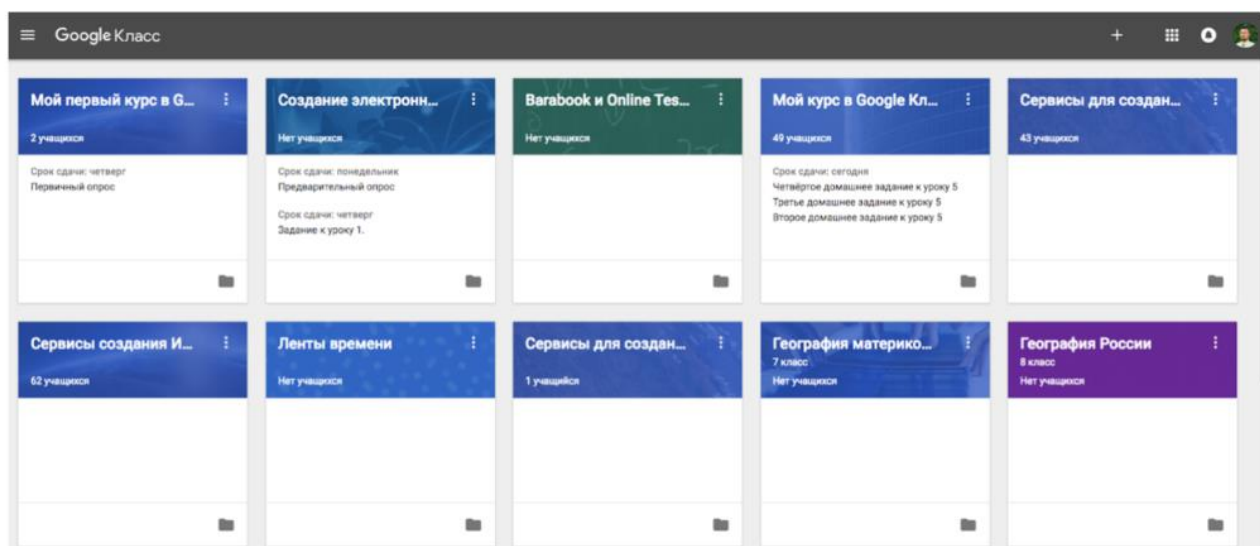 Google Класс
Мой первый курс в G...
2 учащихся
Срок сдачи: четверг
Первичный опрос
Создание электронн...
Нет учащихся
Срок сдачи: понедельник
Предварительный опрос
Срок сдачи: четверг
Задание к уроку 1.
Barabook и Online Tes...
Нет учащихся
Мой курс в Google Кл...
49 учащихся
Срок сдачи: сегодня
Четвёртое домашнее задание к уроку 5
Третье домашнее задание к уроку 5
Второе домашнее задание к уроку 5
Сервисы для создан...
43 учащихся
Сервисы создания И...
62 учащихся
Ленты времени
Нет учащихся
Сервисы для создан...
1 учащийся
География материко...
7 класс
Нет учащихся
География России
8 класс
Нет учащихся